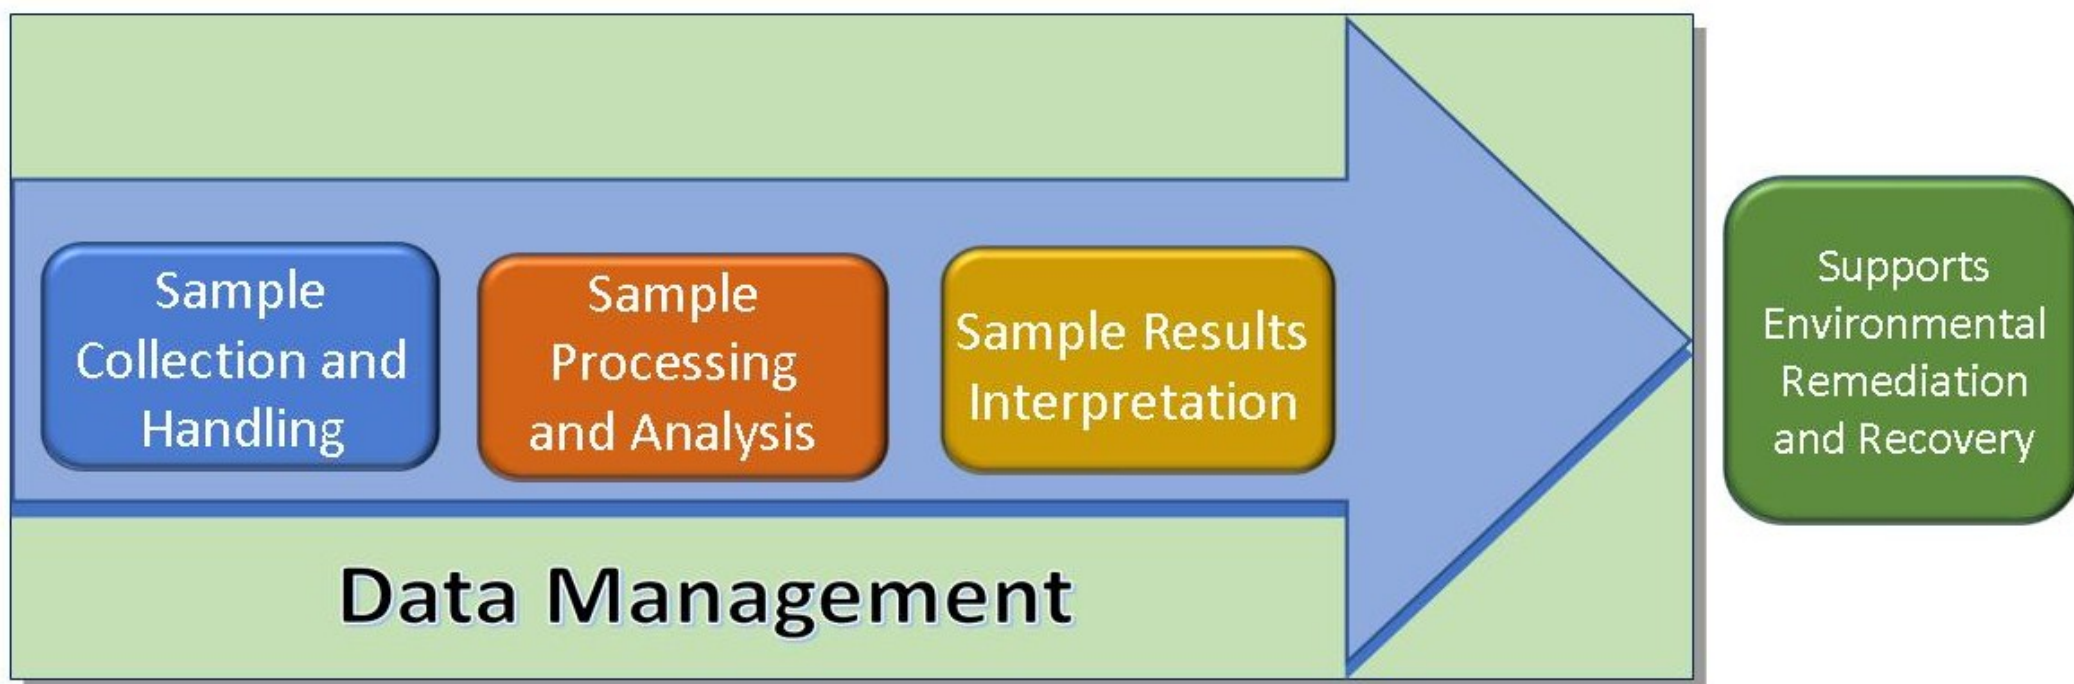 Sample
Collection and
Handling
Sample
Processing
and Analysis
Sample Results
Interpretation
Supports
Environmental
Remediation
and Recovery
Data Management